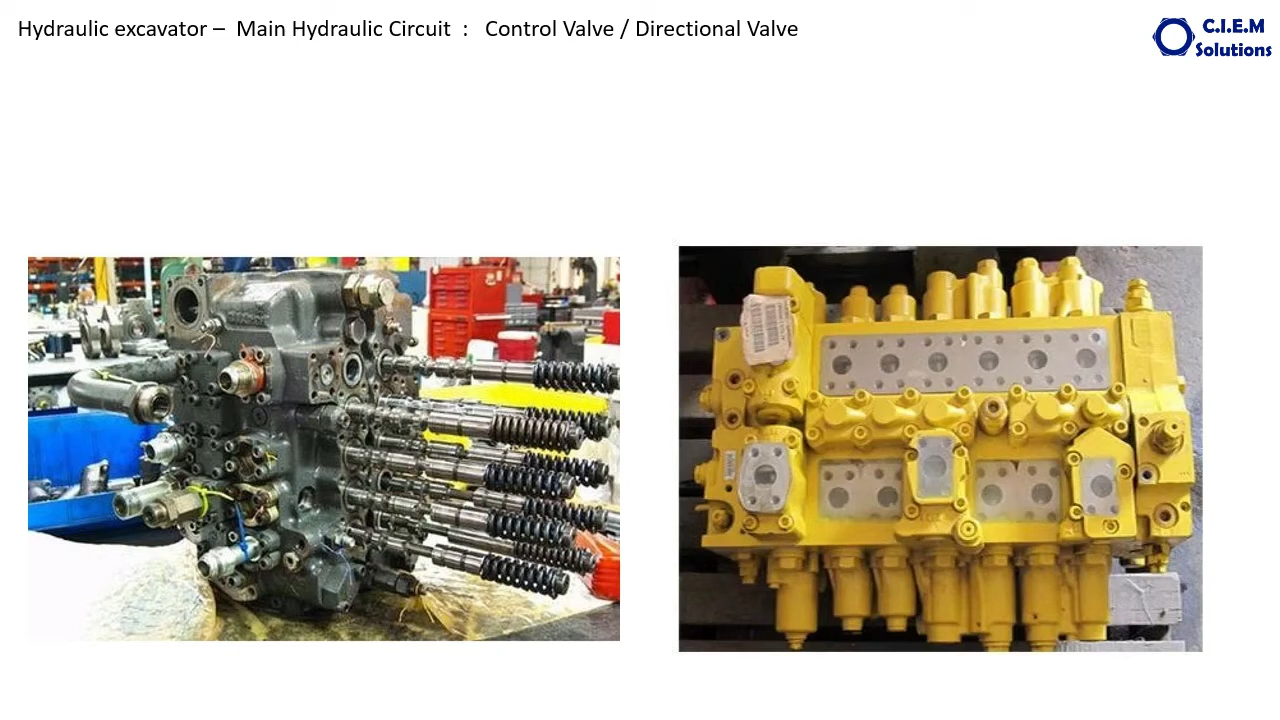 Hydraulic excavator – Main Hydraulic Circuit : Control Valve / Directional Valve
C.I.E.M
Solutions